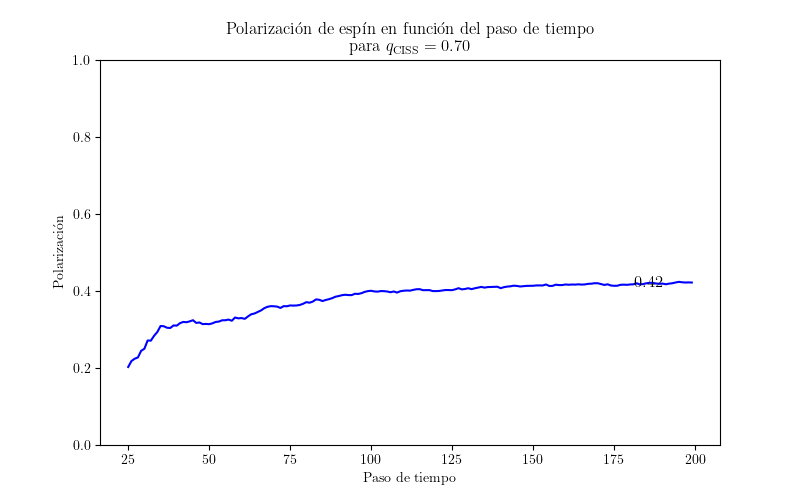 Polarización de espín en función del paso de tiempo
para q_CISS = 0.70
1.0
0.8
0.6
0.4
0.2
0.0
Polarización
0.42
25 50 75 100 125 150 175 200
Paso de tiempo